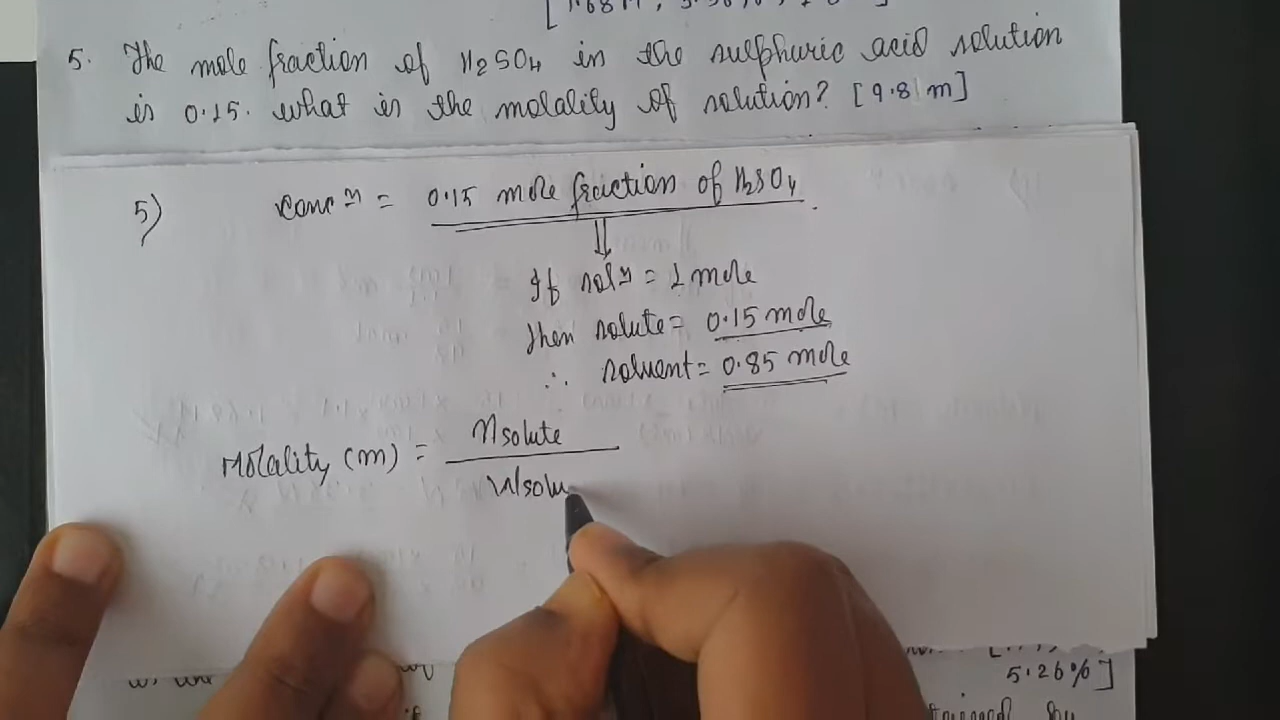 5. The mole fraction of H2SO4 in the sulphuric acid solution
is 0.15. what is the molality of solution? [9.81 m]
5) Concⁿ = 0.15 mole fraction of H2SO4.
If solⁿ = 1 mole
then solute = 0.15 mole
∴ solvent = 0.85 mole
Molality (m) = nsolute
Wsolv
5.26%]